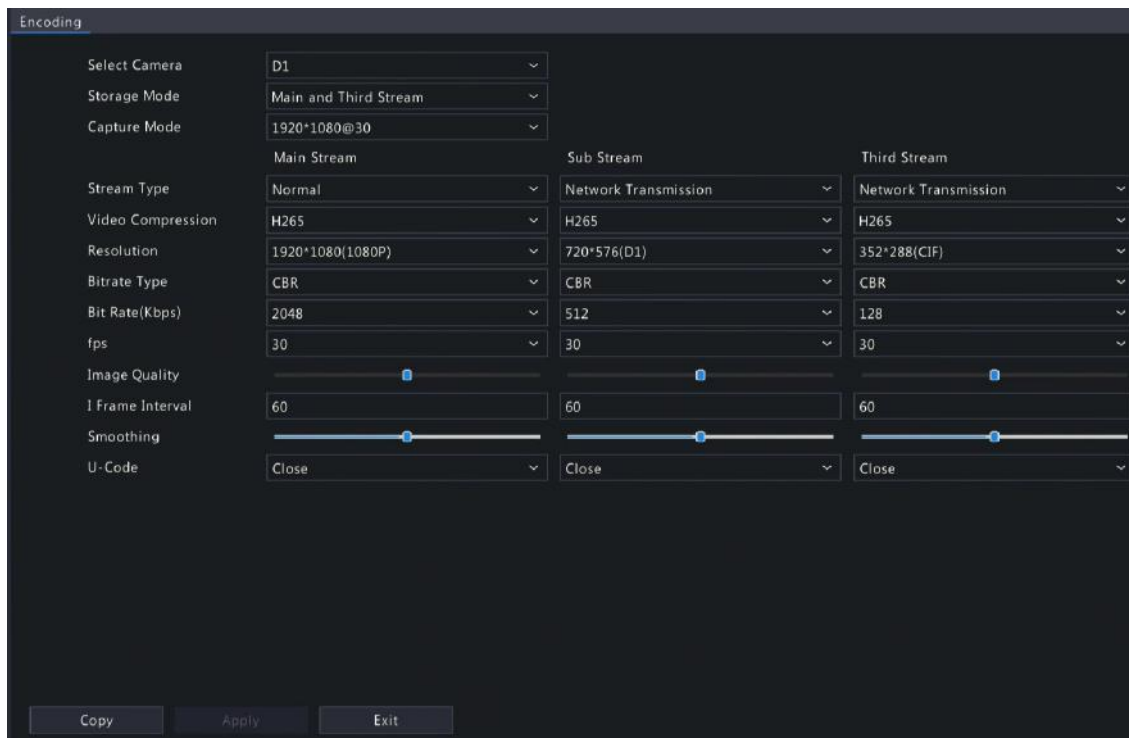 Encoding
Select Camera D1
Storage Mode Main and Third Stream
Capture Mode 1920*1080@30
Main Stream Sub Stream Third Stream
Stream Type Normal Network Transmission Network Transmission
Video Compression H265 H265 H265
Resolution 1920*1080(1080P) 720*576(D1) 352*288(CIF)
Bitrate Type CBR CBR CBR
Bit Rate(Kbps) 2048 512 128
fps 30 30 30
Image Quality
I Frame Interval 60 60 60
Smoothing
U-Code Close Close Close
Copy Apply Exit